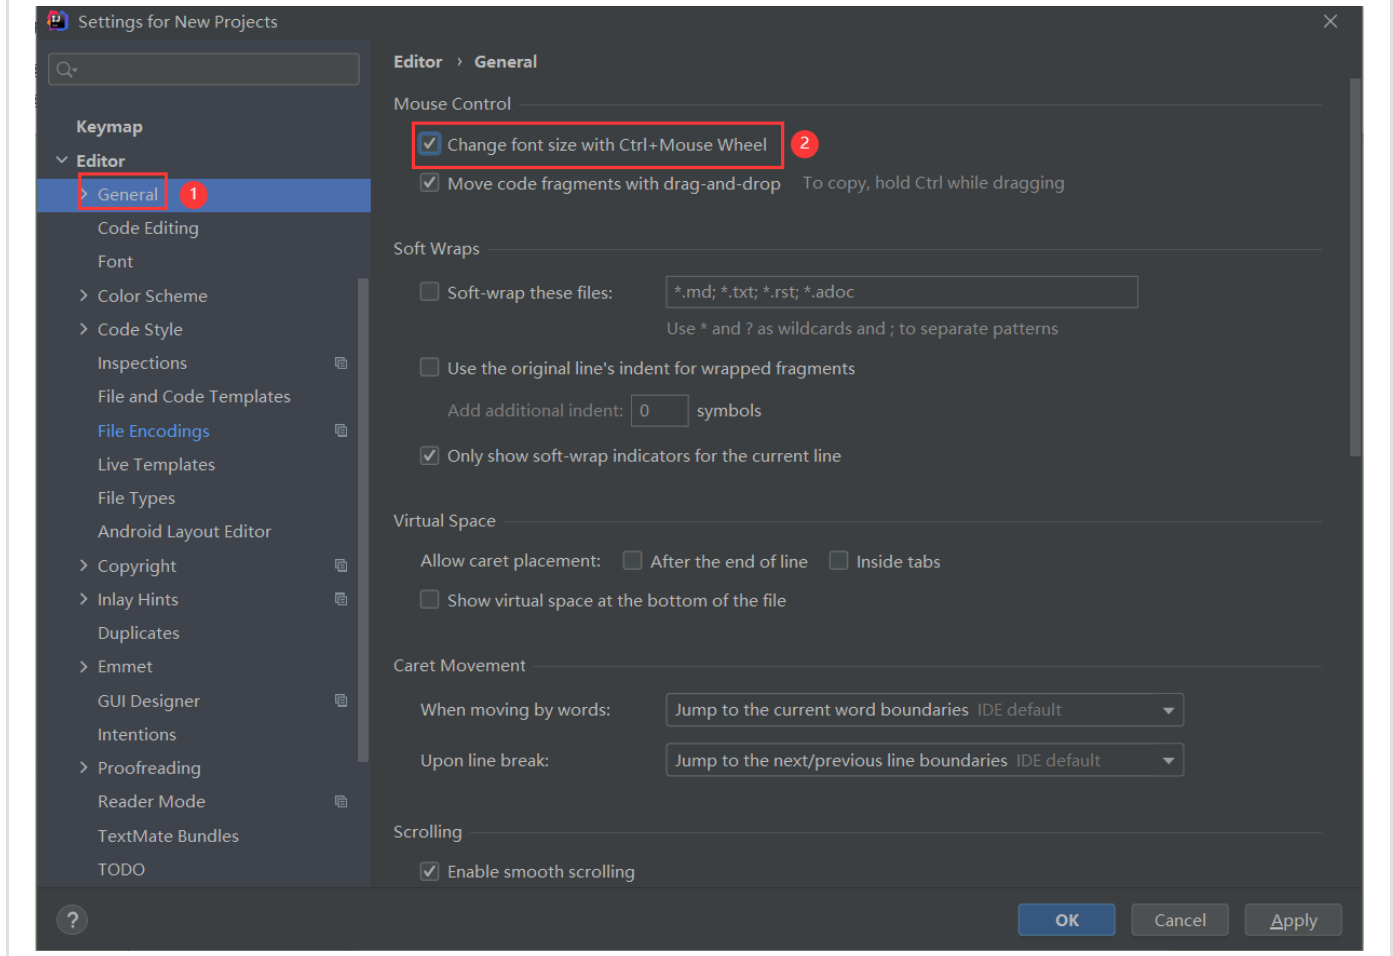 Settings for New Projects
Keymap
Editor
General 1
Code Editing
Font
Color Scheme
Code Style
Inspections
File and Code Templates
File Encodings
Live Templates
File Types
Android Layout Editor
Copyright
Inlay Hints
Duplicates
Emmet
GUI Designer
Intentions
Proofreading
Reader Mode
TextMate Bundles
TODO
Editor › General
Mouse Control
Change font size with Ctrl+Mouse Wheel 2
Move code fragments with drag-and-drop To copy, hold Ctrl while dragging
Soft Wraps
Soft-wrap these files: *.md; *.txt; *.rst; *.adoc
Use * and ? as wildcards and ; to separate patterns
Use the original line's indent for wrapped fragments
Add additional indent: 0 symbols
Only show soft-wrap indicators for the current line
Virtual Space
Allow caret placement: After the end of line Inside tabs
Show virtual space at the bottom of the file
Caret Movement
When moving by words: Jump to the current word boundaries IDE default
Upon line break: Jump to the next/previous line boundaries IDE default
Scrolling
Enable smooth scrolling
? OK Cancel Apply